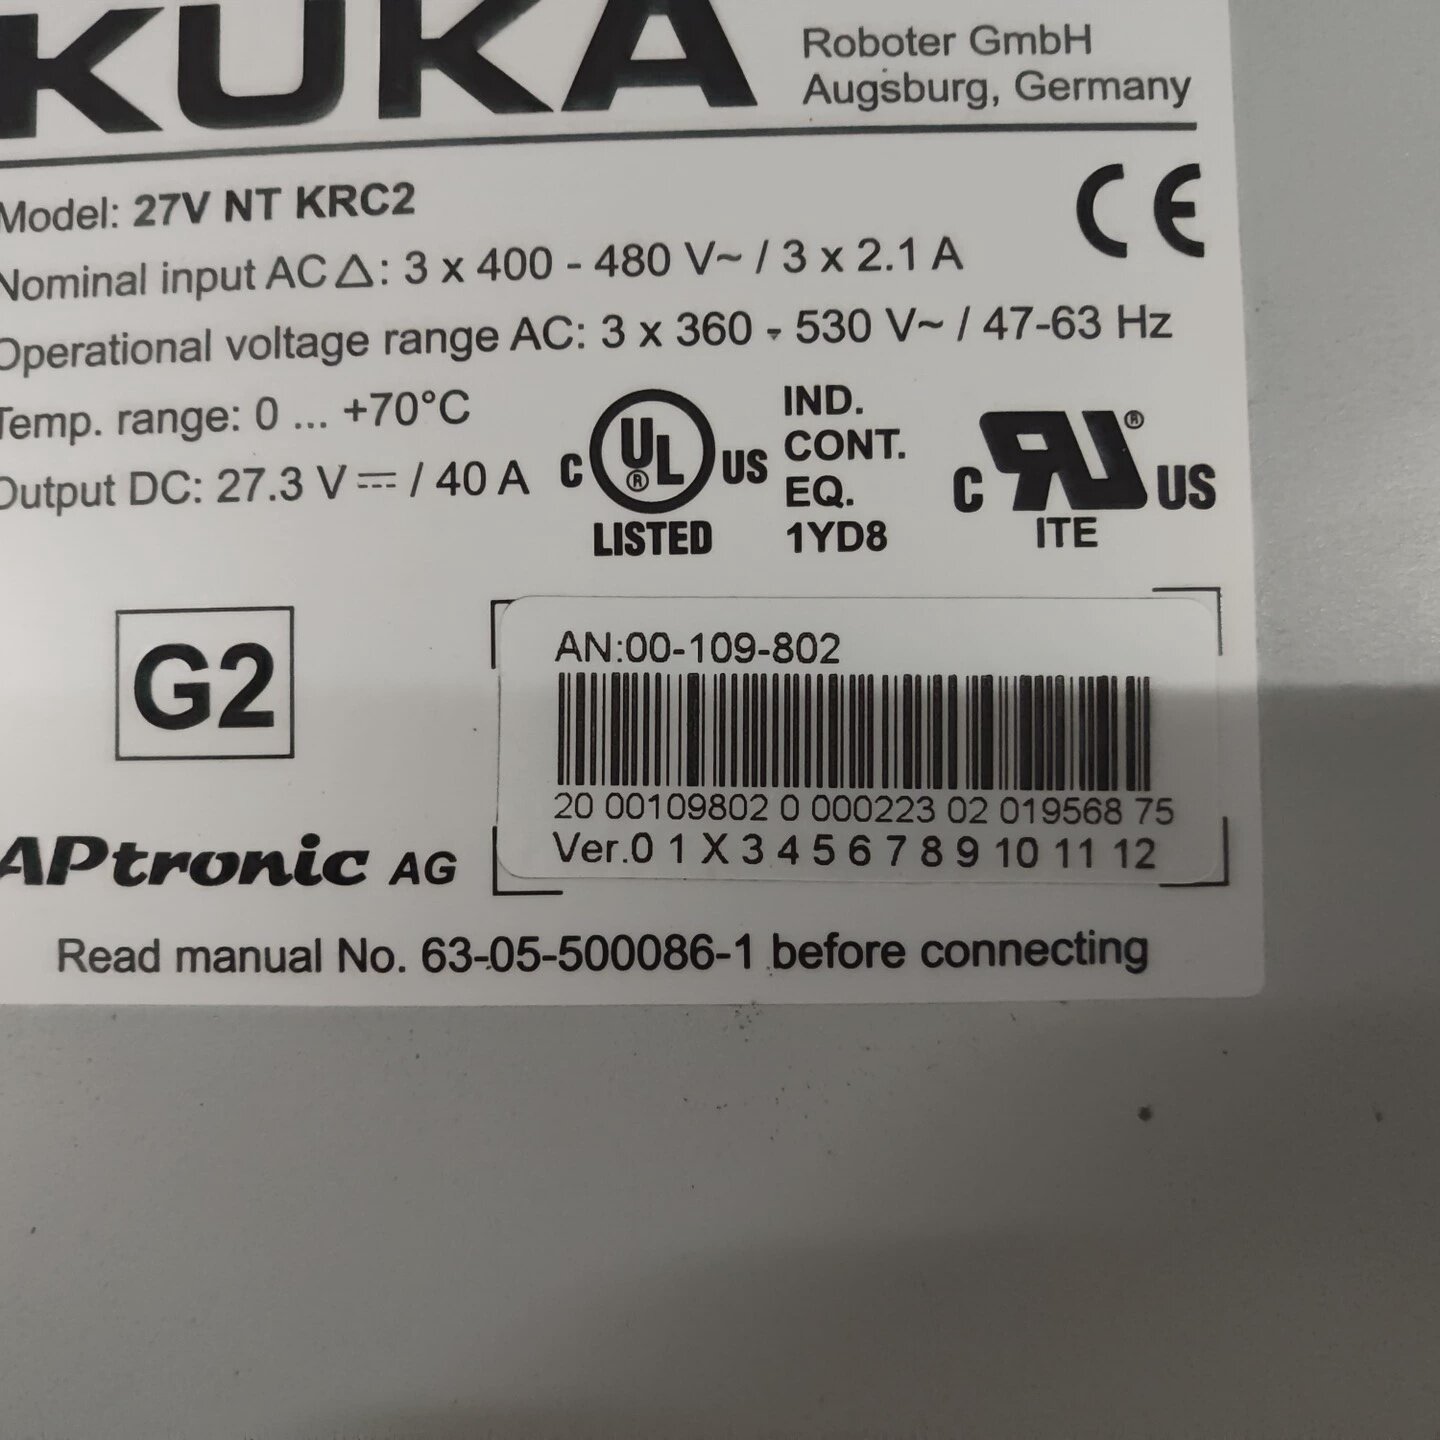 KUKA
Roboter GmbH
Augsburg, Germany
Model: 27V NT KRC2
Nominal input AC △: 3 x 400 - 480 V~ / 3 x 2.1 A
Operational voltage range AC: 3 x 360 - 530 V~ / 47-63 Hz
Temp. range: 0 ... +70°C
Output DC: 27.3 V ⎓ / 40 A
CE
C UL ® US
LISTED
IND.
CONT.
EQ.
1YD8
C RU ® US
ITE
G2
AN:00-109-802
20 00109802 0 000223 02 019568 75
Ver.0 1 X 3 4 5 6 7 8 9 10 11 12
APtronic AG
Read manual No. 63-05-500086-1 before connecting